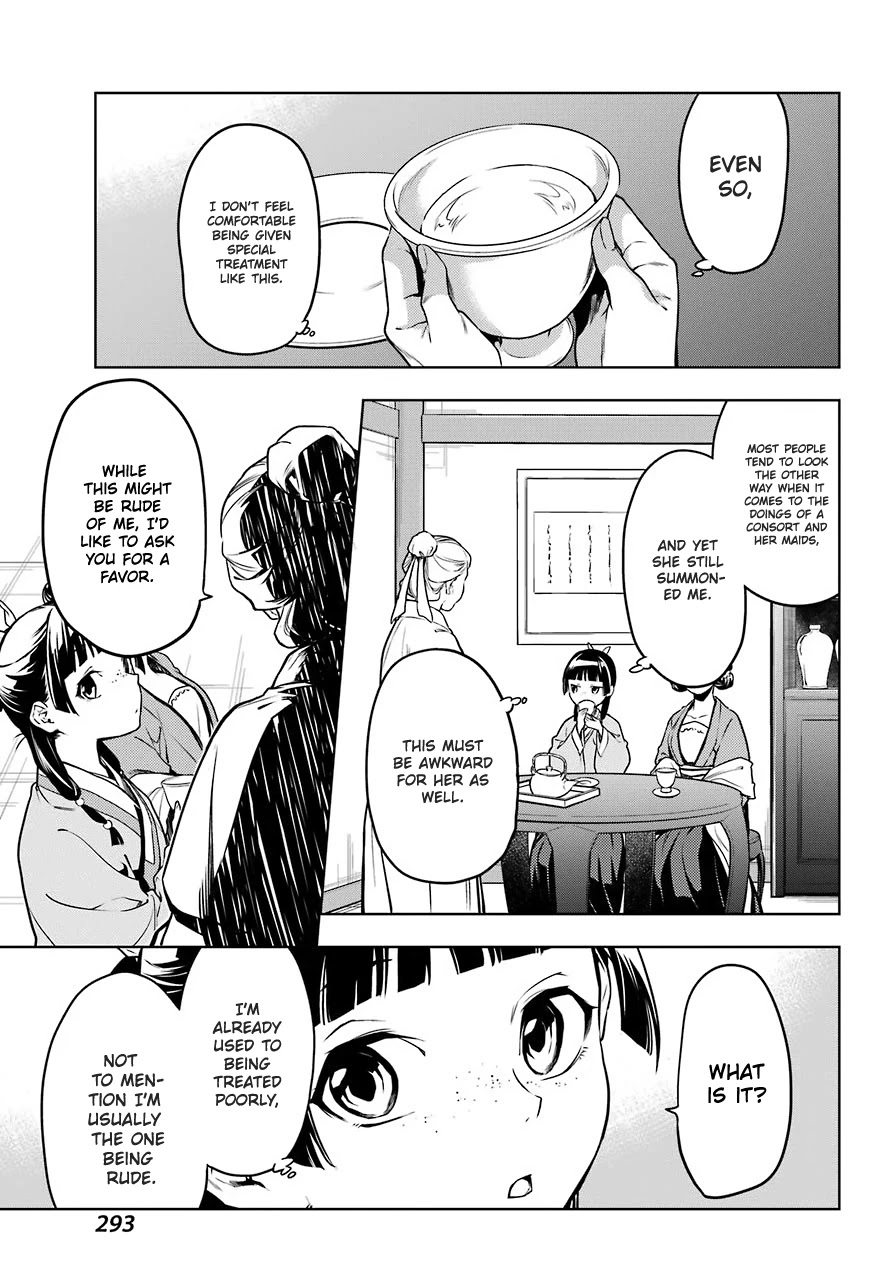 EVEN
SO,
I DON'T FEEL
COMFORTABLE
BEING GIVEN
SPECIAL
TREATMENT
LIKE THIS.
MOST PEOPLE
TEND TO LOOK
THE OTHER
WAY WHEN IT
COMES TO THE
DOINGS OF A
CONSORT AND
HER MAIDS,
AND YET
SHE STILL
SUMMON-
ED ME.
THIS MUST
BE AWKWARD
FOR HER AS
WELL.
WHILE
THIS MIGHT
BE RUDE
OF ME, I'D
LIKE TO ASK
YOU FOR A
FAVOR.
WHAT
IS IT?
I'M
ALREADY
USED TO
BEING
TREATED
POORLY,
NOT
TO MEN-
TION I'M
USUALLY
THE ONE
BEING
RUDE.
293